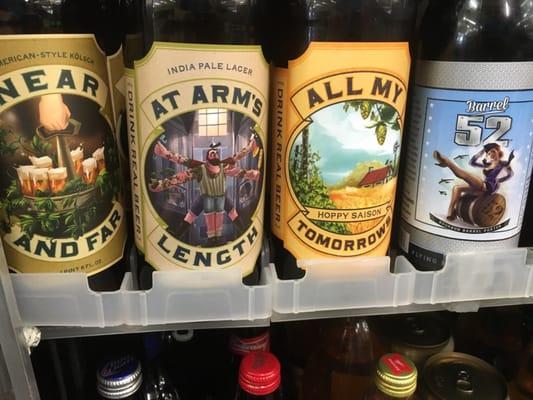 AMERICAN-STYLE KÖLSCH
NEAR
AND FAR
DRINK REAL BEER
INDIA PALE LAGER
AT ARM'S
LENGTH
DRINK REAL BEER
ALL MY
HOPPY SAISON
TOMORROWS
Barrel
52
FLYING